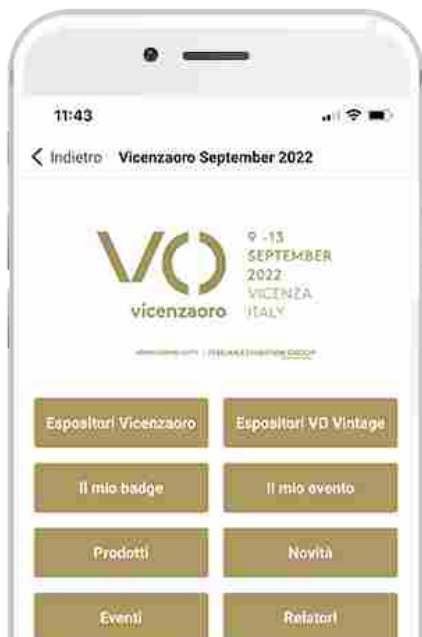 11:43
Indietro Vicenzaoro September 2022
VO
9 -13
SEPTEMBER
2022
VICENZA
ITALY
vicenzaoro
Espositori Vicenzaoro
Espositori VO Vintage
Il mio badge
Il mio evento
Prodotti
Novità
Eventi
Relatori